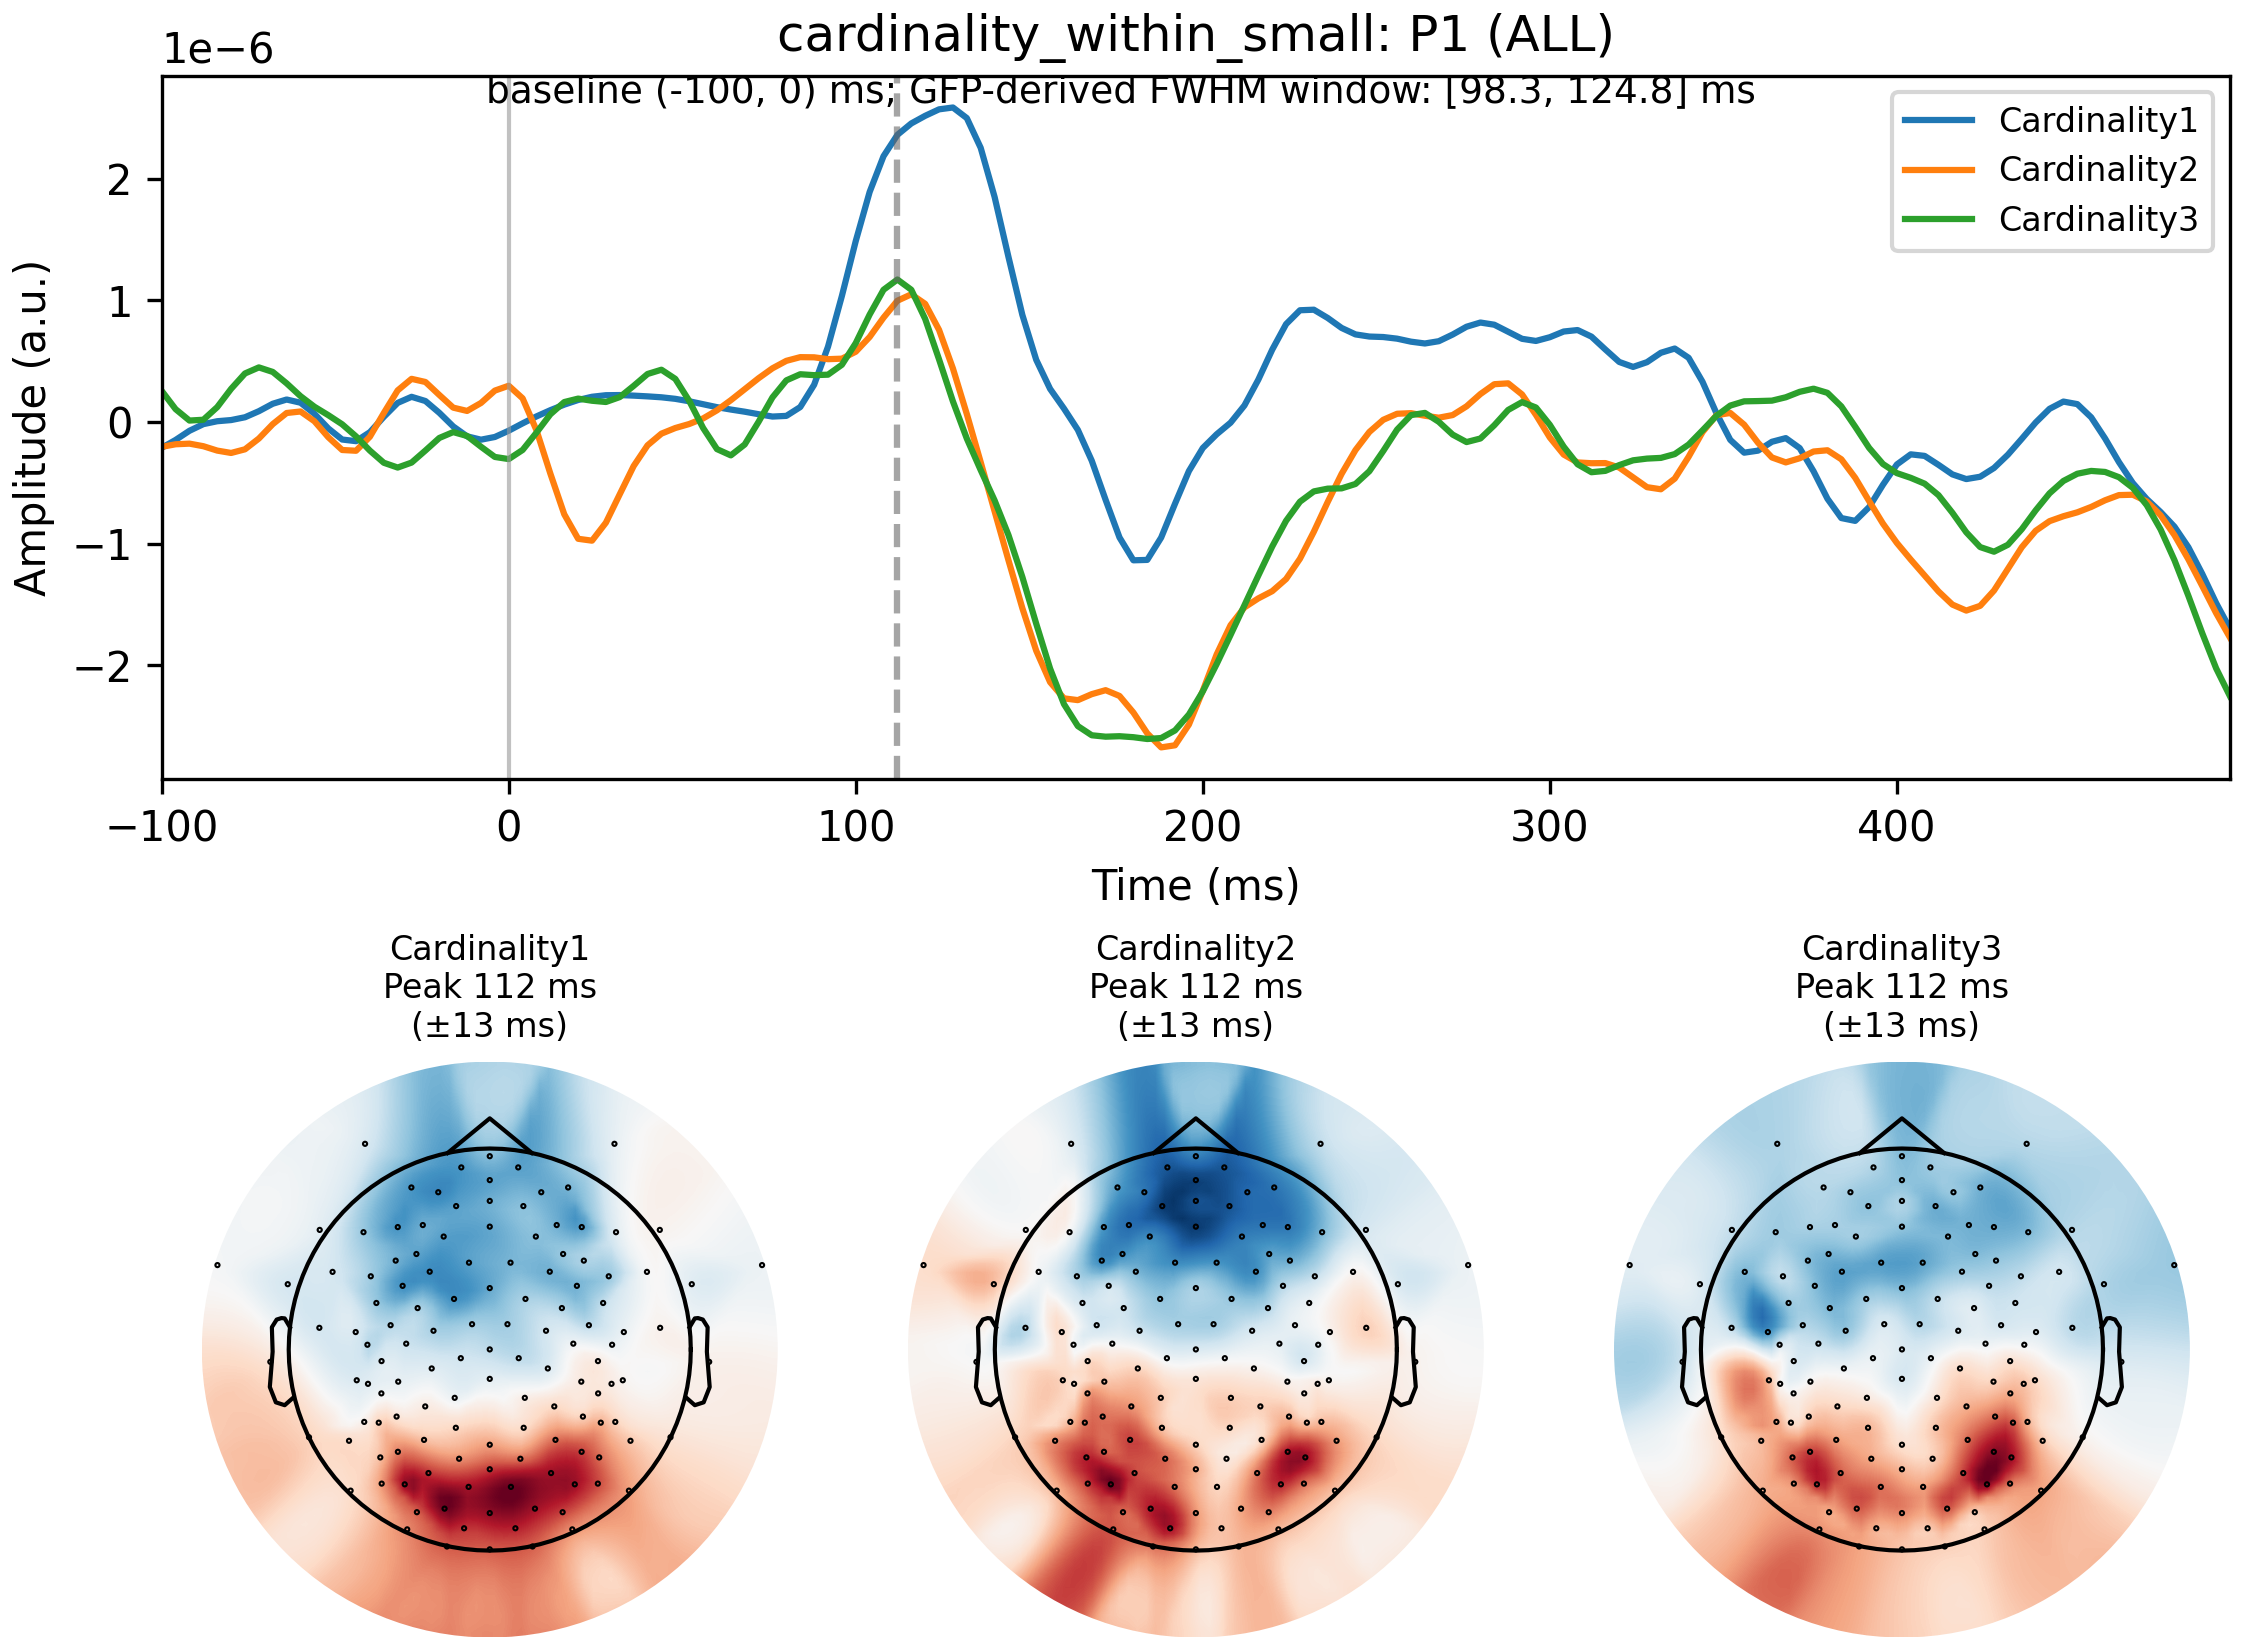 cardinality_within_small: P1 (ALL)
1e−6
baseline (-100, 0) ms; GFP-derived FWHM window: [98.3, 124.8] ms
Cardinality1
Cardinality2
Cardinality3
2
1
0
−1
−2
Amplitude (a.u.)
−100 0 100 200 300 400
Time (ms)
Cardinality1 Cardinality2 Cardinality3
Peak 112 ms Peak 112 ms Peak 112 ms
(±13 ms) (±13 ms) (±13 ms)